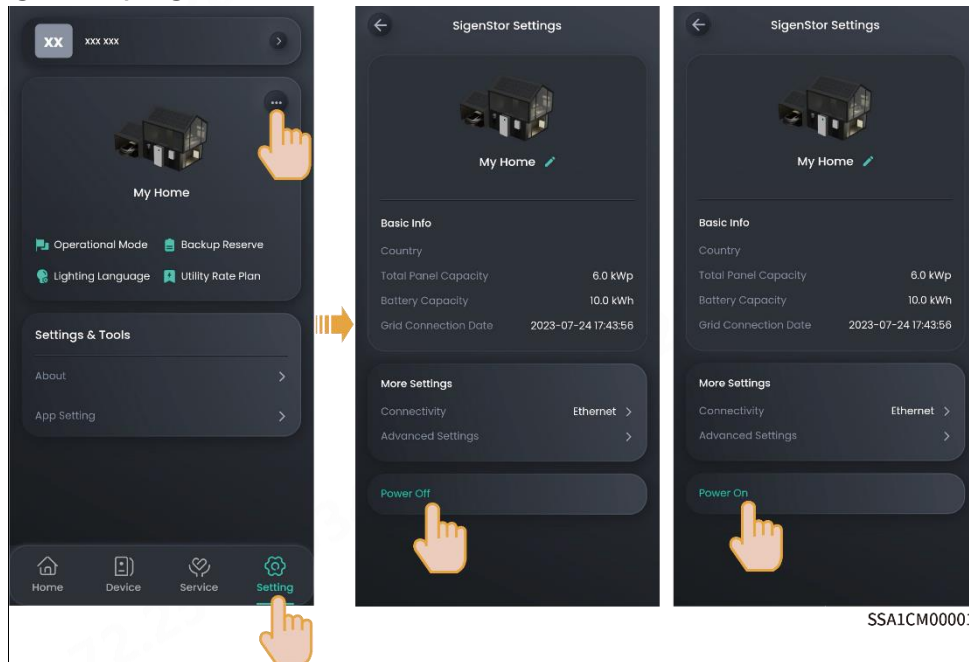 XX
xxx xxx
My Home
Operational Mode
Backup Reserve
Lighting Language
Utility Rate Plan
Settings & Tools
About
App Setting
Home
Device
Service
Setting
SigenStor Settings
My Home
Basic Info
Country
Total Panel Capacity 6.0 kWp
Battery Capacity 10.0 kWh
Grid Connection Date 2023-07-24 17:43:56
More Settings
Connectivity Ethernet
Advanced Settings
Power Off
SigenStor Settings
My Home
Basic Info
Country
Total Panel Capacity 6.0 kWp
Battery Capacity 10.0 kWh
Grid Connection Date 2023-07-24 17:43:56
More Settings
Connectivity Ethernet
Advanced Settings
Power On
SSA1CM00001